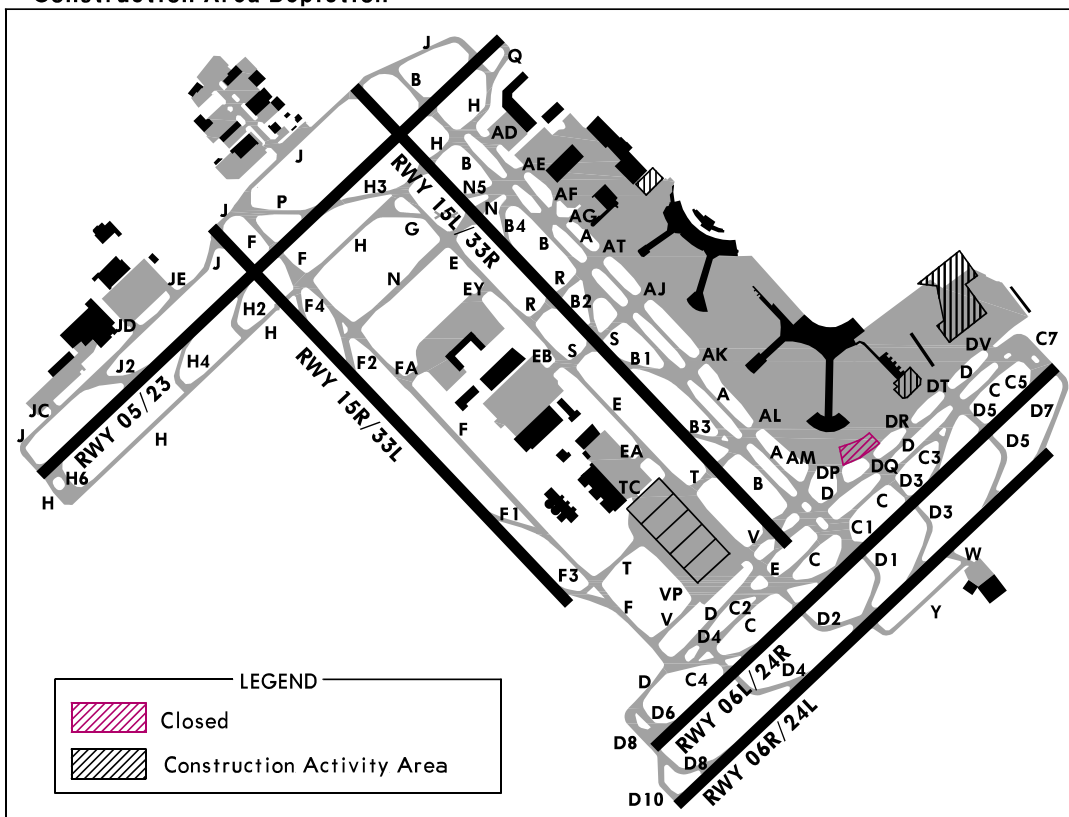 Construction Area Depiction
J
Q
B
H
AD
H
J
B
AE
RWY 15L/33R
N5
H3
AF
P
N
AG
J
B4
G
A
F
H
B
AT
F
E
J
JE
N
R
AJ
EY
H2
F4
R
B2
JD
H
S
C7
DV
S
B1
AK
RWY 15R/33L
EB
D
H4
F2
J2
FA
C5
C
DT
A
E
D5
D7
JC
RWY 05/23
AL
DR
F
B3
J
H
D
D5
EA
A
AM
C3
DP
DQ
H6
T
D3
TC
B
D
C
H
F1
D3
C1
V
W
C
D1
E
T
F3
VP
Y
F
D
C2
V
D2
C
D4
RWY 06L/24R
D4
D
C4
D6
D8
D8
RWY 06R/24L
D10
LEGEND
Closed
Construction Activity Area